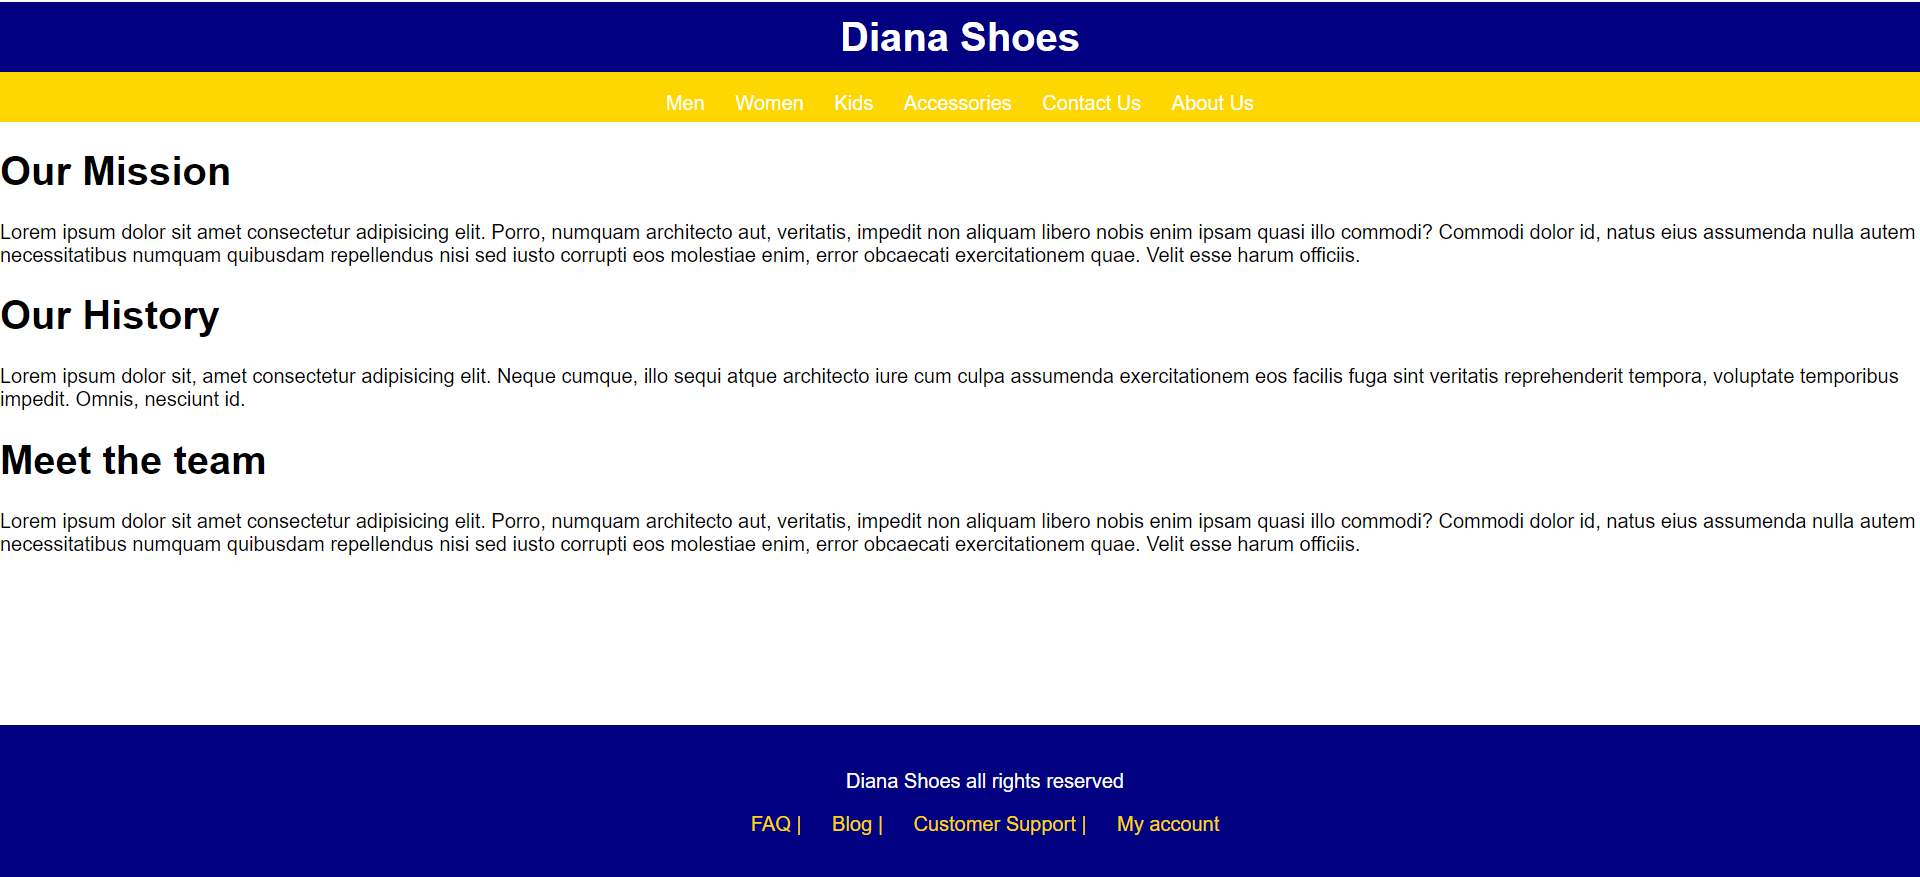 Diana Shoes
Men Women Kids Accessories Contact Us About Us
Our Mission
Lorem ipsum dolor sit amet consectetur adipisicing elit. Porro, numquam architecto aut, veritatis, impedit non aliquam libero nobis enim ipsam quasi illo commodi? Commodi dolor id, natus eius assumenda nulla autem
necessitatibus numquam quibusdam repellendus nisi sed iusto corrupti eos molestiae enim, error obcaecati exercitationem quae. Velit esse harum officiis.
Our History
Lorem ipsum dolor sit, amet consectetur adipisicing elit. Neque cumque, illo sequi atque architecto iure cum culpa assumenda exercitationem eos facilis fuga sint veritatis reprehenderit tempora, voluptate temporibus
impedit. Omnis, nesciunt id.
Meet the team
Lorem ipsum dolor sit amet consectetur adipisicing elit. Porro, numquam architecto aut, veritatis, impedit non aliquam libero nobis enim ipsam quasi illo commodi? Commodi dolor id, natus eius assumenda nulla autem
necessitatibus numquam quibusdam repellendus nisi sed iusto corrupti eos molestiae enim, error obcaecati exercitationem quae. Velit esse harum officiis.
Diana Shoes all rights reserved
FAQ | Blog | Customer Support | My account